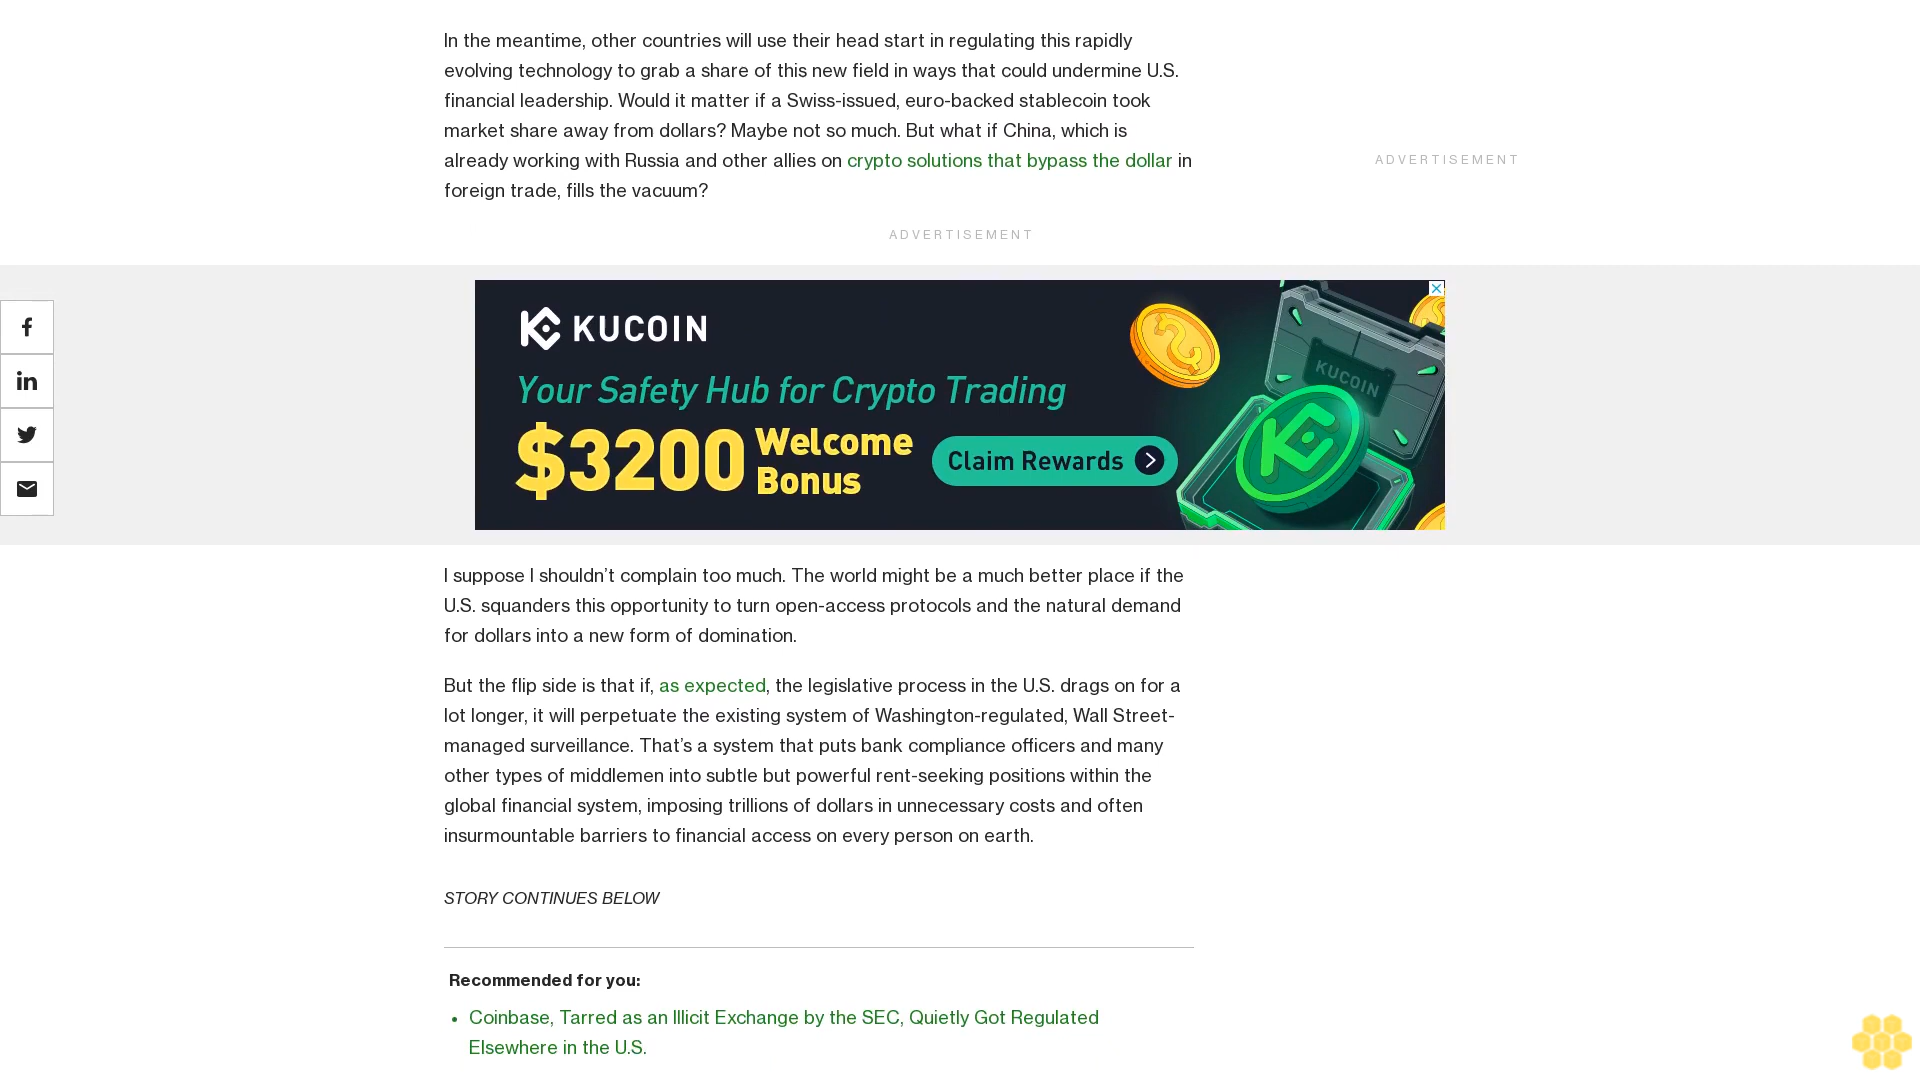 In the meantime, other countries will use their head start in regulating this rapidly
evolving technology to grab a share of this new field in ways that could undermine U.S.
financial leadership. Would it matter if a Swiss-issued, euro-backed stablecoin took
market share away from dollars? Maybe not so much. But what if China, which is
already working with Russia and other allies on crypto solutions that bypass the dollar in
foreign trade, fills the vacuum?
ADVERTISEMENT
ADVERTISEMENT
KUCOIN
Your Safety Hub for Crypto Trading
$3200 Welcome
Bonus
Claim Rewards
KUCOIN
I suppose I shouldn’t complain too much. The world might be a much better place if the
U.S. squanders this opportunity to turn open-access protocols and the natural demand
for dollars into a new form of domination.
But the flip side is that if, as expected, the legislative process in the U.S. drags on for a
lot longer, it will perpetuate the existing system of Washington-regulated, Wall Street-
managed surveillance. That’s a system that puts bank compliance officers and many
other types of middlemen into subtle but powerful rent-seeking positions within the
global financial system, imposing trillions of dollars in unnecessary costs and often
insurmountable barriers to financial access on every person on earth.
STORY CONTINUES BELOW
Recommended for you:
• Coinbase, Tarred as an Illicit Exchange by the SEC, Quietly Got Regulated
Elsewhere in the U.S.